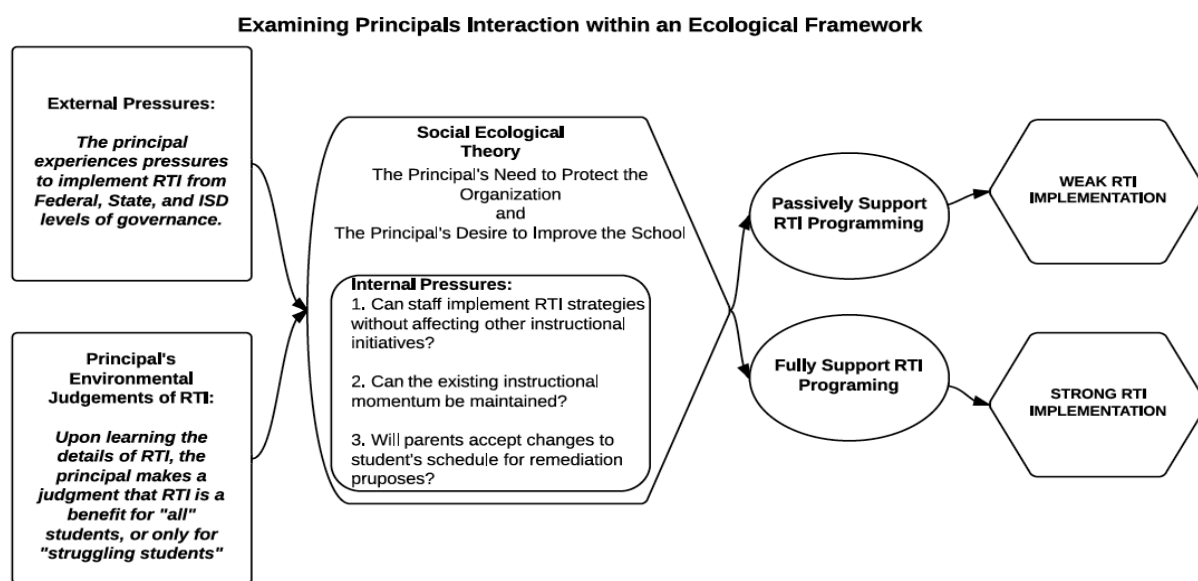 Examining Principals Interaction within an Ecological Framework
External Pressures:
The principal
experiences pressures
to implement RTI from
Federal, State, and ISD
levels of governance.
Principal's
Environmental
Judgements of RTI:
Upon learning the
details of RTI, the
principal makes a
judgment that RTI is a
benefit for "all"
students, or only for
"struggling students"
Social Ecological
Theory
The Principal's Need to Protect the
Organization
and
The Principal's Desire to Improve the School
Internal Pressures:
1. Can staff implement RTI strategies
without affecting other instructional
initiatives?
2. Can the existing instructional
momentum be maintained?
3. Will parents accept changes to
student's schedule for remediation
pruposes?
Passively Support
RTI Programming
Fully Support RTI
Programing
WEAK RTI
IMPLEMENTATION
STRONG RTI
IMPLEMENTATION